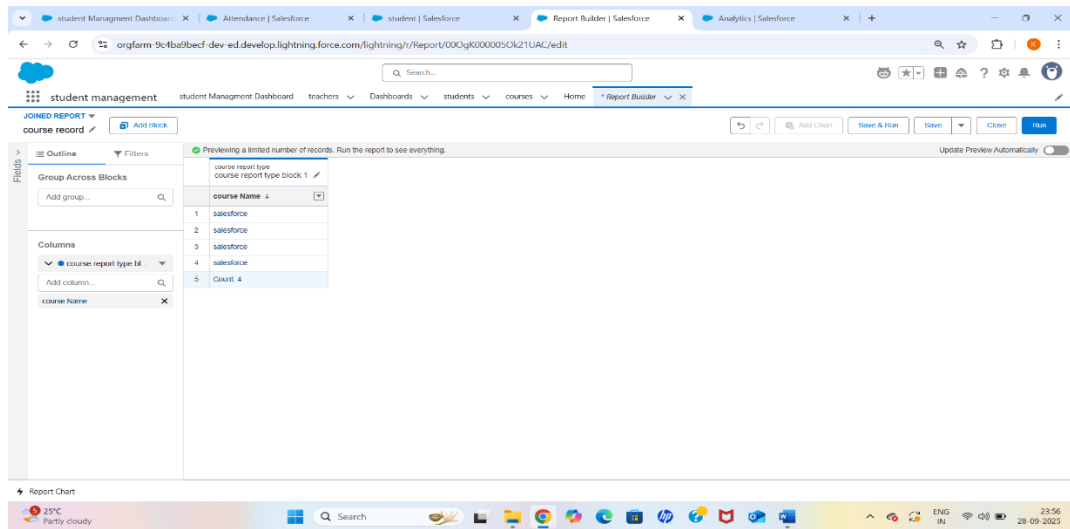 student Managment Dashboard
Attendance | Salesforce
student | Salesforce
Report Builder | Salesforce
Analytics | Salesforce
orgfarm-9c4ba9becf-dev-ed.develop.lightning.force.com/lightning/r/Report/00OgK000005Ok21UAC/edit
K
Search...
student management
student Managment Dashboard
teachers
Dashboards
students
courses
Home
* Report Builder
JOINED REPORT
course record
Add Block
Add Chart
Save & Run
Save
Close
Run
Fields
Outline
Filters
Previewing a limited number of records. Run the report to see everything.
Update Preview Automatically
Group Across Blocks
Add group...
Columns
course report type bl...
Add column...
course Name
course report type
course report type block 1
course Name
1 salesforce
2 salesforce
3 salesforce
4 salesforce
5 Count 4
Report Chart
5
25°C
Partly cloudy
Search
ENG
IN
23:56
28-09-2025